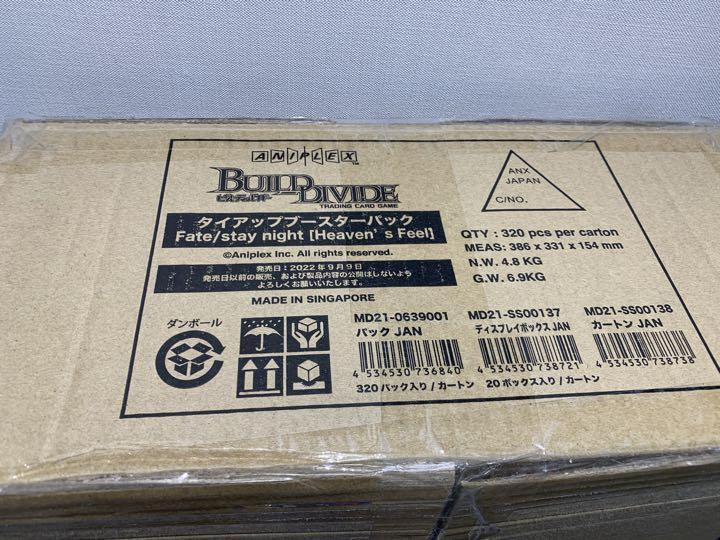 ANIPLEX
TM
BUILD DIVIDE
ビルディバイド
TRADING CARD GAME
タイアップブースターパック
Fate/stay night [Heaven's Feel]
©Aniplex Inc. All rights reserved.
発売日：2022年9月9日
発売日以前の販売、および製品内容の公開はしないよう
よろしくお願いいたします。
MADE IN SINGAPORE
ANX
JAPAN
C/NO.
QTY : 320 pcs per carton
MEAS: 386 x 331 x 154 mm
N.W. 4.8 KG
G.W. 6.9KG
ダンボール
MD21-0639001
パック JAN
4 534530 736840
MD21-SS00137
ディスプレイボックス JAN
4 534530 738721
MD21-SS00138
カートン JAN
4 534530 738738
320パック入り / カートン
20ボックス入り / カートン